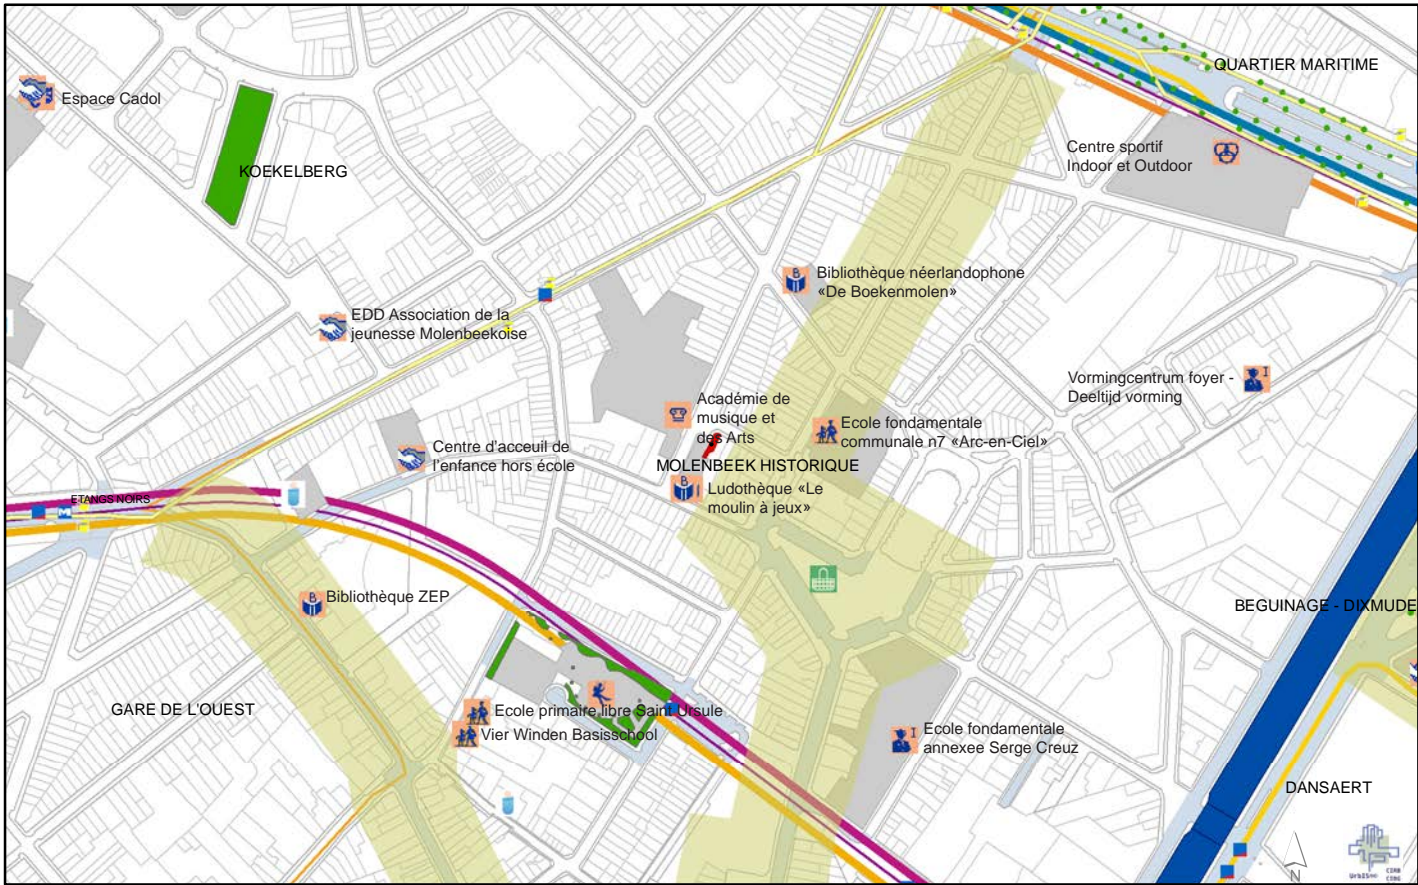 QUARTIER MARITIME
Espace Cadol
KOEKELBERG
Centre sportif
Indoor et Outdoor
Bibliothèque néerlandophone
«De Boekenmolen»
EDD Association de la
jeunesse Molenbeekoise
Vormingcentrum foyer -
Deeltijd vorming
Académie de
musique et
des Arts
Ecole fondamentale
communale n7 «Arc-en-Ciel»
Centre d'acceuil de
l'enfance hors école
MOLENBEEK HISTORIQUE
Ludothèque «Le
moulin à jeux»
ETANGS NOIRS
M
Bibliothèque ZEP
BEGUINAGE - DIXMUDE
GARE DE L'OUEST
Ecole primaire libre Saint Ursule
Vier Winden Basisschool
Ecole fondamentale
annexee Serge Creuz
DANSAERT
N
UrbIS
CIRB
CIBG